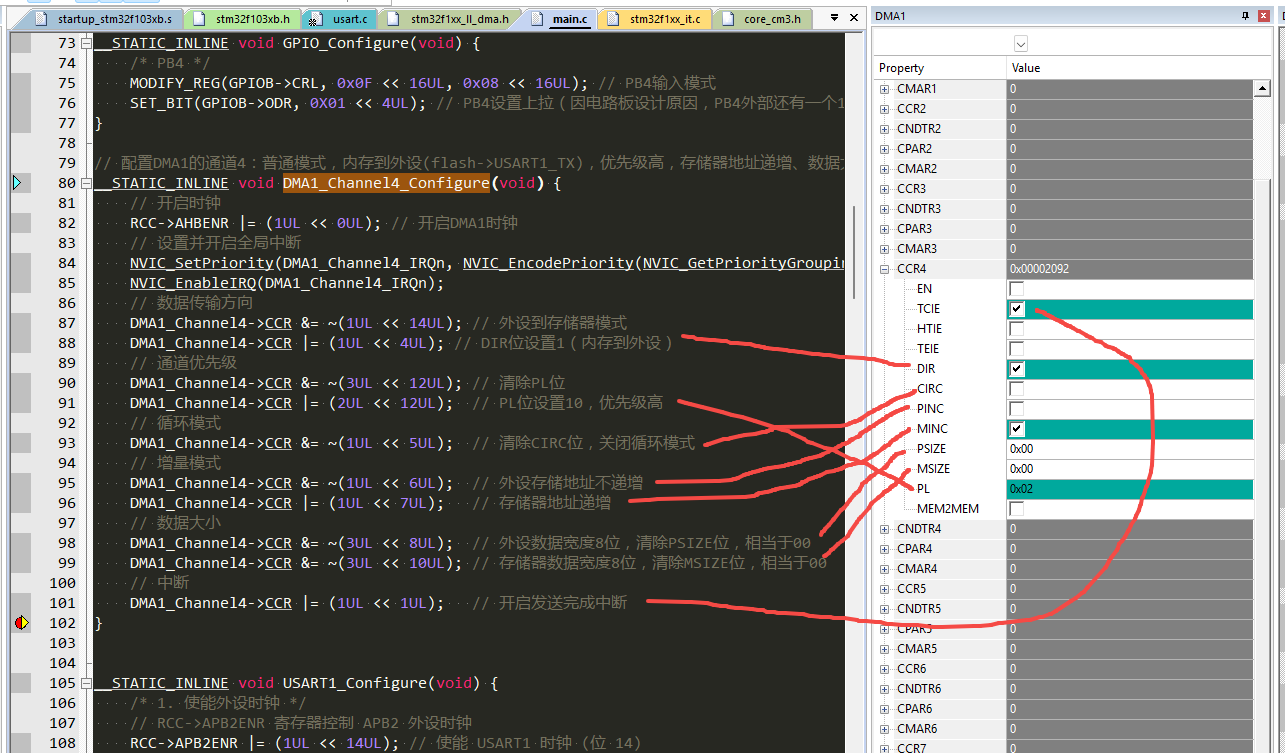 startup_stm32f103xb.s
stm32f103xb.h
usart.c
stm32f1xx_ll_dma.h
main.c
stm32f1xx_it.c
core_cm3.h
73 __STATIC_INLINE void GPIO_Configure(void) {
74 /* PB4 */
75 MODIFY_REG(GPIOB->CRL, 0x0F << 16UL, 0x08 << 16UL); // PB4输入模式
76 SET_BIT(GPIOB->ODR, 0X01 << 4UL); // PB4设置上拉（因电路板设计原因，PB4外部还有一个1
77 }
78
79 // 配置DMA1的通道4：普通模式，内存到外设(flash->USART1_TX)，优先级高，存储器地址递增、数据
80 __STATIC_INLINE void DMA1_Channel4_Configure(void) {
81 // 开启时钟
82 RCC->AHBENR |= (1UL << 0UL); // 开启DMA1时钟
83 // 设置并开启全局中断
84 NVIC_SetPriority(DMA1_Channel4_IRQn, NVIC_EncodePriority(NVIC_GetPriorityGroupin
85 NVIC_EnableIRQ(DMA1_Channel4_IRQn);
86 // 数据传输方向
87 DMA1_Channel4->CCR &= ~(1UL << 14UL); // 外设到存储器模式
88 DMA1_Channel4->CCR |= (1UL << 4UL); // DIR位设置1（内存到外设）
89 // 通道优先级
90 DMA1_Channel4->CCR &= ~(3UL << 12UL); // 清除PL位
91 DMA1_Channel4->CCR |= (2UL << 12UL); // PL位设置10，优先级高
92 // 循环模式
93 DMA1_Channel4->CCR &= ~(1UL << 5UL); // 清除CIRC位，关闭循环模式
94 // 增量模式
95 DMA1_Channel4->CCR &= ~(1UL << 6UL); // 外设存储地址不递增
96 DMA1_Channel4->CCR |= (1UL << 7UL); // 存储器地址递增
97 // 数据大小
98 DMA1_Channel4->CCR &= ~(3UL << 8UL); // 外设数据宽度8位，清除PSIZE位，相当于00
99 DMA1_Channel4->CCR &= ~(3UL << 10UL); // 存储器数据宽度8位，清除MSIZE位，相当于00
100 // 中断
101 DMA1_Channel4->CCR |= (1UL << 1UL); // 开启发送完成中断
102 }
103
104
105 __STATIC_INLINE void USART1_Configure(void) {
106 /* 1. 使能外设时钟 */
107 // RCC->APB2ENR 寄存器控制 APB2 外设时钟
108 RCC->APB2ENR |= (1UL << 14UL); // 使能 USART1 时钟 (位 14)
DMA1
Property Value
CMAR1 0
CCR2 0
CNDTR2 0
CPAR2 0
CMAR2 0
CCR3 0
CNDTR3 0
CPAR3 0
CMAR3 0
CCR4 0x00002092
EN
TCIE
HTIE
TEIE
DIR
CIRC
PINC
MINC
PSIZE 0x00
MSIZE 0x00
PL 0x02
MEM2MEM
CNDTR4 0
CPAR4 0
CMAR4 0
CCR5 0
CNDTR5 0
CPAR5 0
CMAR5 0
CCR6 0
CNDTR6 0
CPAR6 0
CMAR6 0
CCR7 0